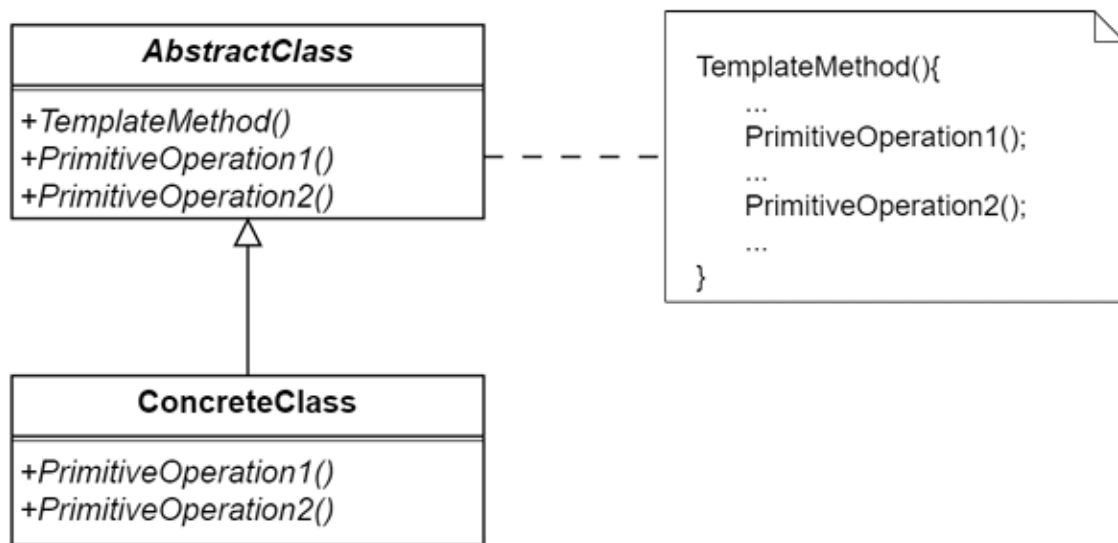 AbstractClass
+TemplateMethod()
+PrimitiveOperation1()
+PrimitiveOperation2()
TemplateMethod(){
...
PrimitiveOperation1();
...
PrimitiveOperation2();
...
}
ConcreteClass
+PrimitiveOperation1()
+PrimitiveOperation2()